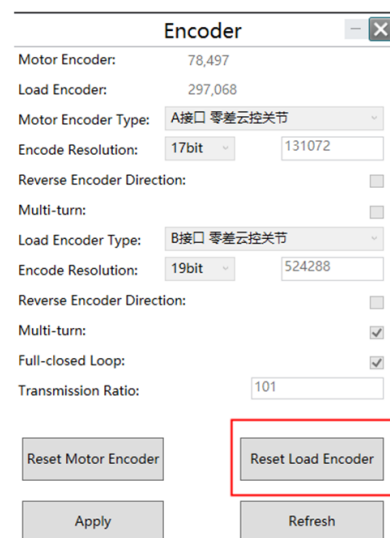 Encoder
Motor Encoder: 78,497
Load Encoder: 297,068
Motor Encoder Type: A接口 零差云控关节
Encode Resolution: 17bit 131072
Reverse Encoder Direction:
Multi-turn:
Load Encoder Type: B接口 零差云控关节
Encode Resolution: 19bit 524288
Reverse Encoder Direction:
Multi-turn:
Full-closed Loop:
Transmission Ratio: 101
Reset Motor Encoder Reset Load Encoder
Apply Refresh